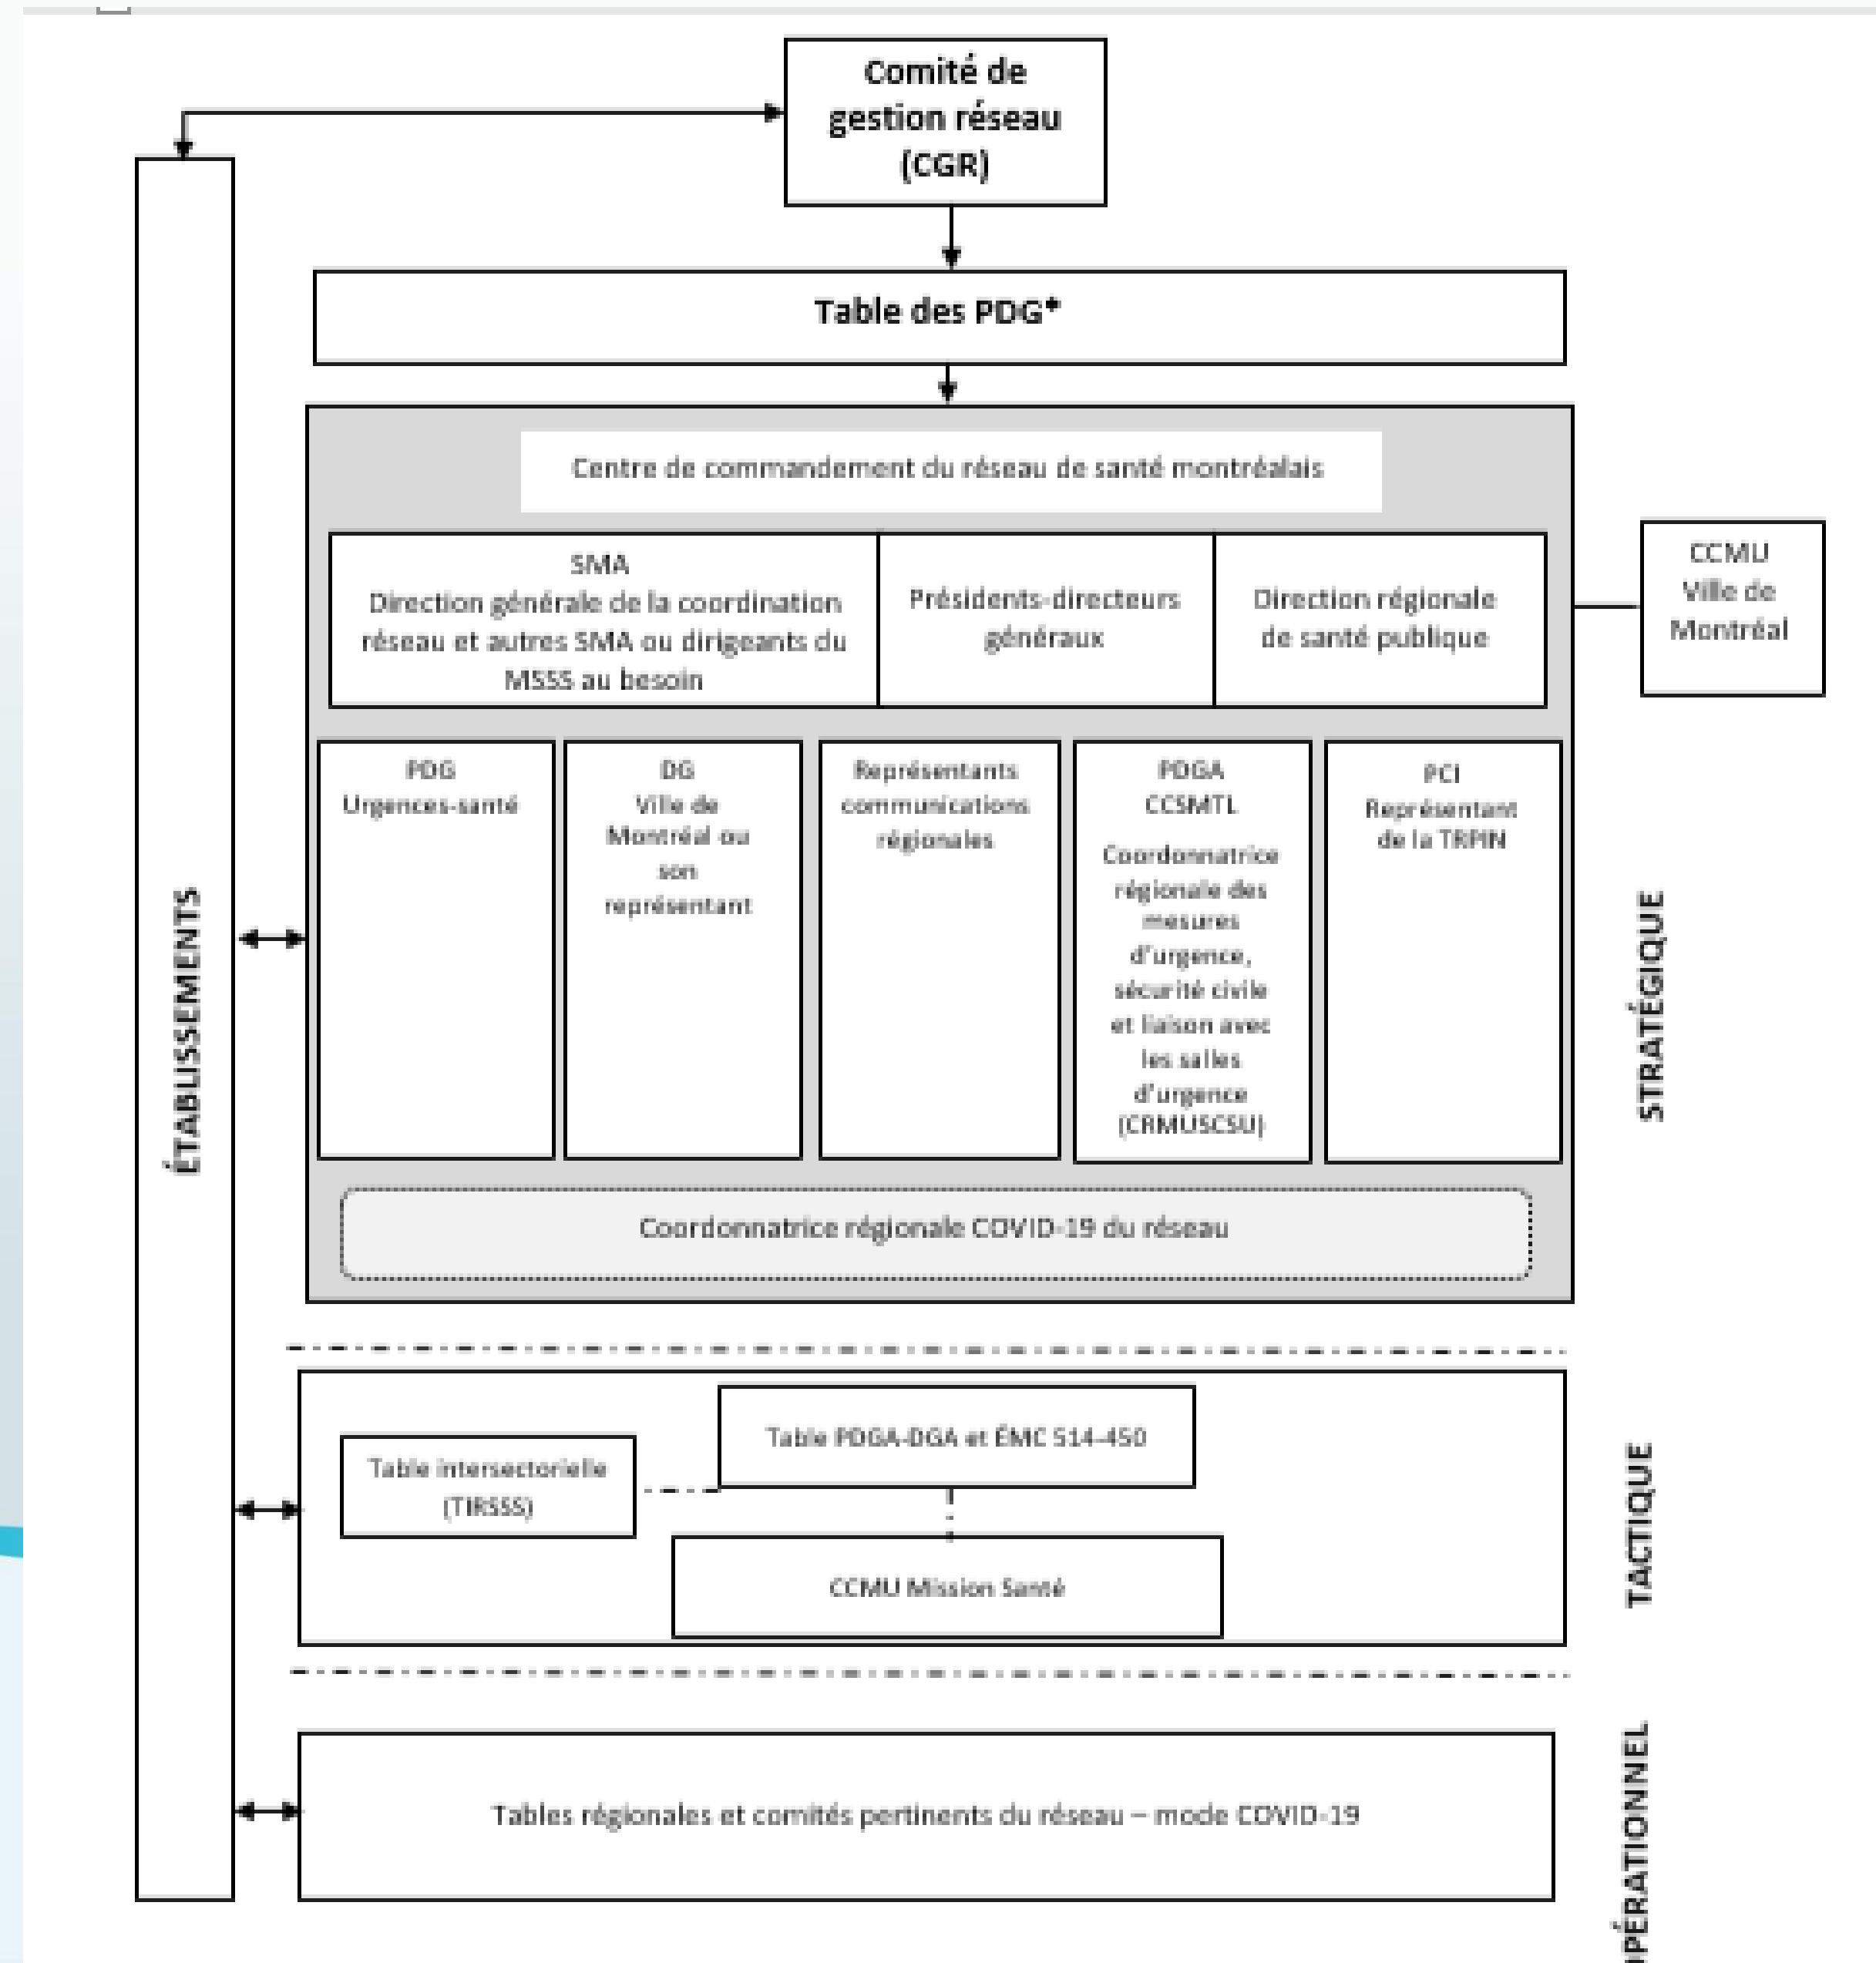 Comité de
gestion réseau
(CGR)
Table des PDG*
Centre de commandement du réseau de santé montréalais
SMA
Direction générale de la coordination
réseau et autres SMA ou dirigeants du
MSSS au besoin
Présidents-directeurs
généraux
Direction régionale
de santé publique
CCMU
Ville de
Montréal
PDG
Urgences-santé
DG
Ville de
Montréal ou
son
représentant
Représentants
communications
régionales
PDGA
CCSMTL
Coordonnatrice
régionale des
mesures
d'urgence,
sécurité civile
et liaison avec
les salles
d'urgence
(CRMUSCSU)
PCI
Représentant
de la TRPIN
Coordonnatrice régionale COVID-19 du réseau
ÉTABLISSEMENTS
STRATÉGIQUE
Table PDGA-DGA et ÉMC 514-450
Table intersectorielle
(TIRSSS)
CCMU Mission Santé
TACTIQUE
Tables régionales et comités pertinents du réseau – mode COVID-19
PÉRATIONNEL